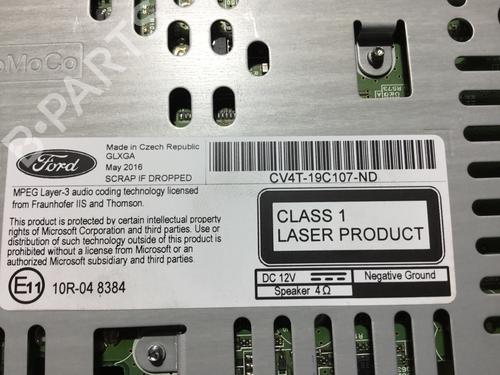 oMoCo
B-PARTS
Ford
Made in Czech Republic
GLXGA
May 2016
SCRAP IF DROPPED
CV4T-19C107-ND
MPEG Layer-3 audio coding technology licensed
from Fraunhofer IIS and Thomson.
This product is protected by certain intellectual property
rights of Microsoft Corporation and third parties. Use or
distribution of such technology outside of this product is
prohibited without a license from Microsoft or an
authorized Microsoft subsidiary and third parties.
CLASS 1
LASER PRODUCT
DC 12V
Negative Ground
Speaker 4 Ω
E11 10R-04 8384